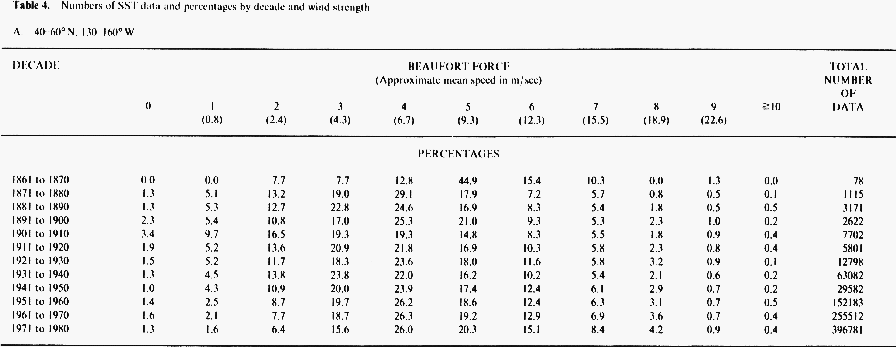 Table 4. Numbers of SST data and percentages by decade and wind strength
A 40–60° N, 130–160° W
DECADE BEAUFORT FORCE TOTAL
(Approximate mean speed in m/sec) NUMBER
OF
0 1 2 3 4 5 6 7 8 9 ≧10 DATA
(0.8) (2.4) (4.3) (6.7) (9.3) (12.3) (15.5) (18.9) (22.6)
PERCENTAGES
1861 to 1870 0.0 0.0 7.7 7.7 12.8 44.9 15.4 10.3 0.0 1.3 0.0 78
1871 to 1880 1.3 5.1 13.2 19.0 29.1 17.9 7.2 5.7 0.8 0.5 0.1 1115
1881 to 1890 1.3 5.3 12.7 22.8 24.6 16.9 8.3 5.4 1.8 0.5 0.5 3171
1891 to 1900 2.3 5.4 10.8 17.0 25.3 21.0 9.3 5.3 2.3 1.0 0.2 2622
1901 to 1910 3.4 9.7 16.5 19.3 19.3 14.8 8.3 5.5 1.8 0.9 0.4 7702
1911 to 1920 1.9 5.2 13.6 20.9 21.8 16.9 10.3 5.8 2.3 0.8 0.4 5801
1921 to 1930 1.5 5.2 11.7 18.3 23.6 18.0 11.6 5.8 3.2 0.9 0.1 12798
1931 to 1940 1.3 4.5 13.8 23.8 22.0 16.2 10.2 5.4 2.1 0.6 0.2 63082
1941 to 1950 1.0 4.3 10.9 20.0 23.9 17.4 12.4 6.1 2.9 0.7 0.2 29582
1951 to 1960 1.4 2.5 8.7 19.7 26.2 18.6 12.4 6.3 3.1 0.7 0.5 152183
1961 to 1970 1.6 2.1 7.7 18.7 26.3 19.2 12.9 6.9 3.6 0.7 0.4 255512
1971 to 1980 1.3 1.6 6.4 15.6 26.0 20.3 15.1 8.4 4.2 0.9 0.4 396781